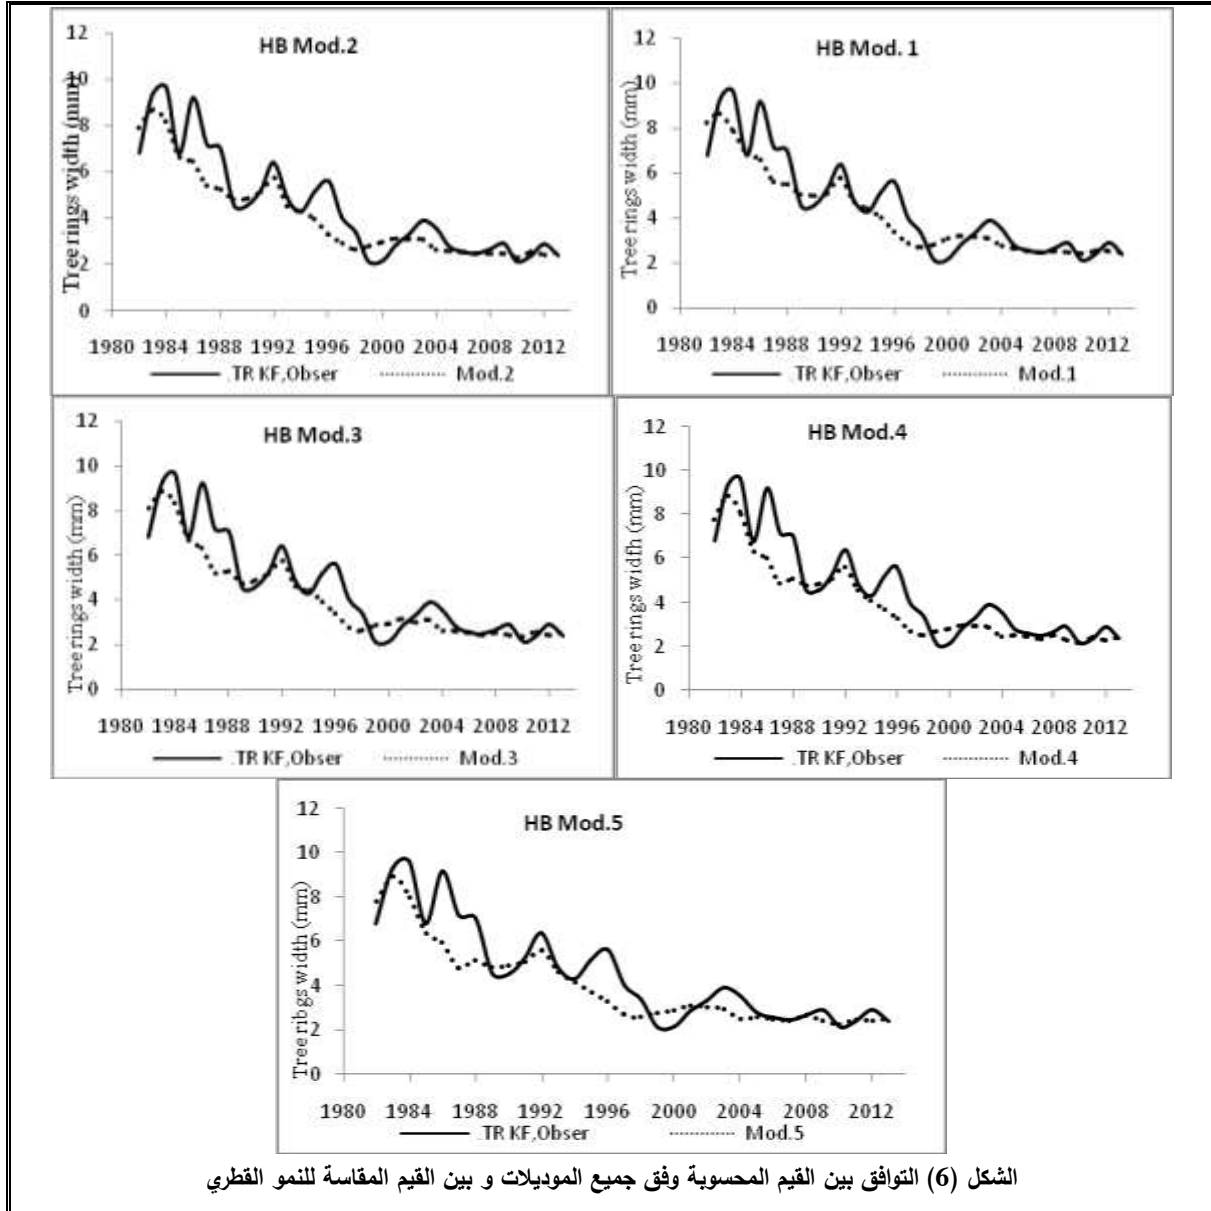 HB Mod.2
Tree rings width (mm)
12
10
8
6
4
2
0
1980 1984 1988 1992 1996 2000 2004 2008 2012
TR KF,Obser Mod.2
HB Mod. 1
Tree rings width (mm)
12
10
8
6
4
2
0
1980 1984 1988 1992 1996 2000 2004 2008 2012
TR KF,Obser Mod.1
HB Mod.3
Tree rings width (mm)
12
10
8
6
4
2
0
1980 1984 1988 1992 1996 2000 2004 2008 2012
TR KF,Obser Mod.3
HB Mod.4
Tree rings widfh (mm)
12
10
8
6
4
2
0
1980 1984 1988 1992 1996 2000 2004 2008 2012
TR KF,Obser Mod.4
HB Mod.5
Tree ribgs width (mm)
12
10
8
6
4
2
0
1980 1984 1988 1992 1996 2000 2004 2008 2012
TR KF,Obser Mod.5
الشكل (6) التوافق بين القيم المحسوبة وفق جميع الموديلات و بين القيم المقاسة للنمو القطري